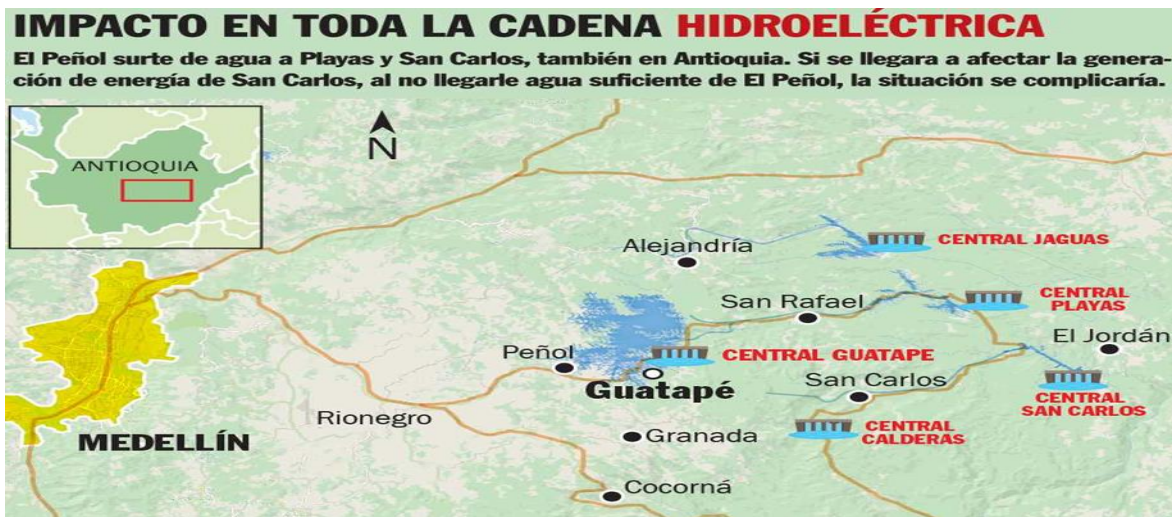 IMPACTO EN TODA LA CADENA HIDROELÉCTRICA
El Peñol surte de agua a Playas y San Carlos, también en Antioquia. Si se llegara a afectar la genera-
ción de energía de San Carlos, al no llegarle agua suficiente de El Peñol, la situación se complicaría.
ANTIOQUIA
N
Alejandría
CENTRAL JAGUAS
San Rafael
CENTRAL
PLAYAS
El Jordán
Peñol
CENTRAL GUATAPE
Guatapé
San Carlos
CENTRAL
SAN CARLOS
Rionegro
MEDELLÍN
Granada
CENTRAL
CALDERAS
Cocorná